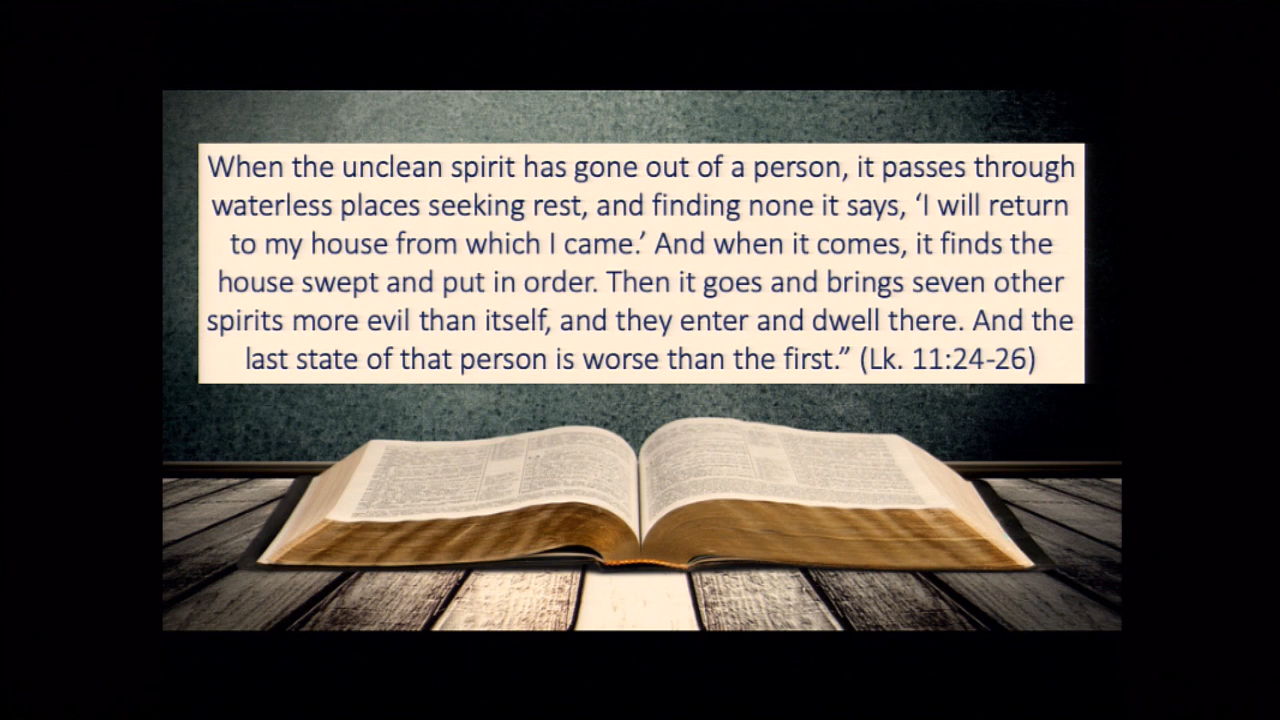 When the unclean spirit has gone out of a person, it passes through
waterless places seeking rest, and finding none it says, ‘I will return
to my house from which I came.’ And when it comes, it finds the
house swept and put in order. Then it goes and brings seven other
spirits more evil than itself, and they enter and dwell there. And the
last state of that person is worse than the first.” (Lk. 11:24-26)